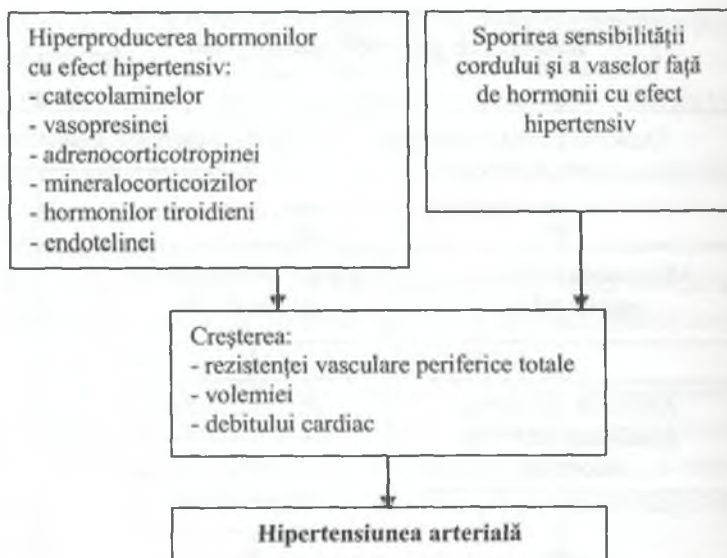 Hiperproducerea hormonilor
cu efect hipertensiv:
- catecolaminelor
- vasopresinei
- adrenocorticotropinei
- mineralocorticoizilor
- hormonilor tiroidieni
- endotelinei
Sporirea sensibilității
cordului și a vaselor față
de hormonii cu efect
hipertensiv
Creșterea:
- rezistenței vasculare periferice totale
- volemiei
- debitului cardiac
Hipertensiunea arterială